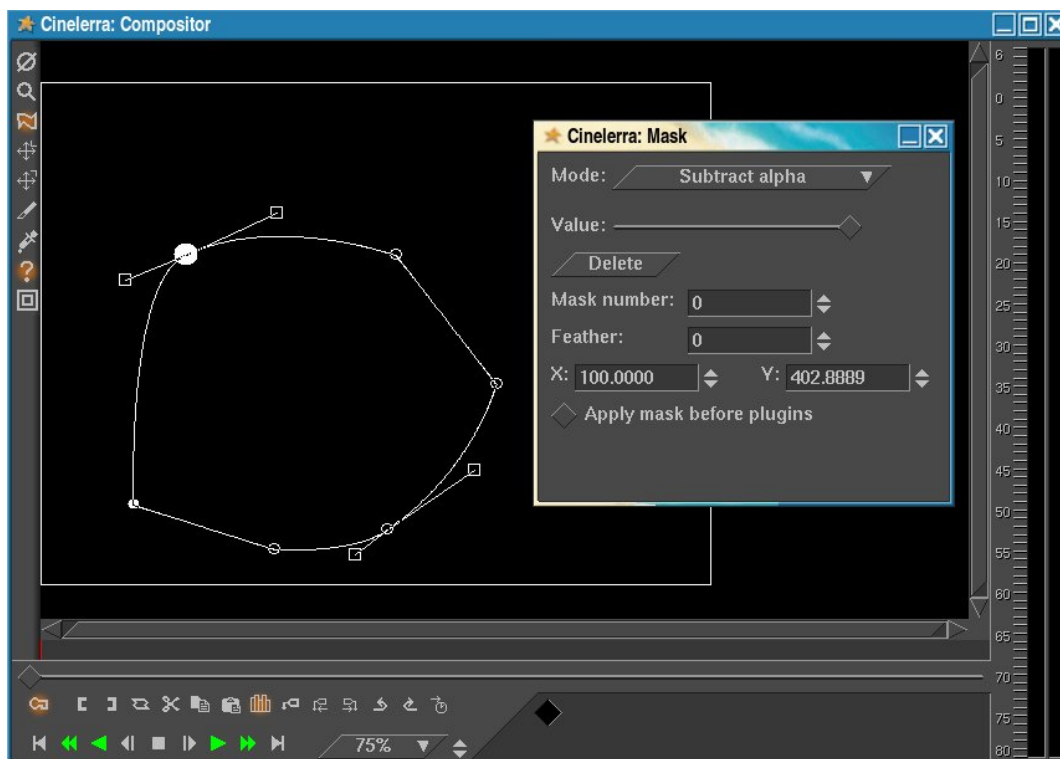 Cinelerra: Compositor
6
0
5
10
15
20
25
30
35
40
45
50
55
60
65
70
75
80
Cinelerra: Mask
Mode: Subtract alpha
Value:
Delete
Mask number: 0
Feather: 0
X: 100.0000 Y: 402.8889
Apply mask before plugins
75%